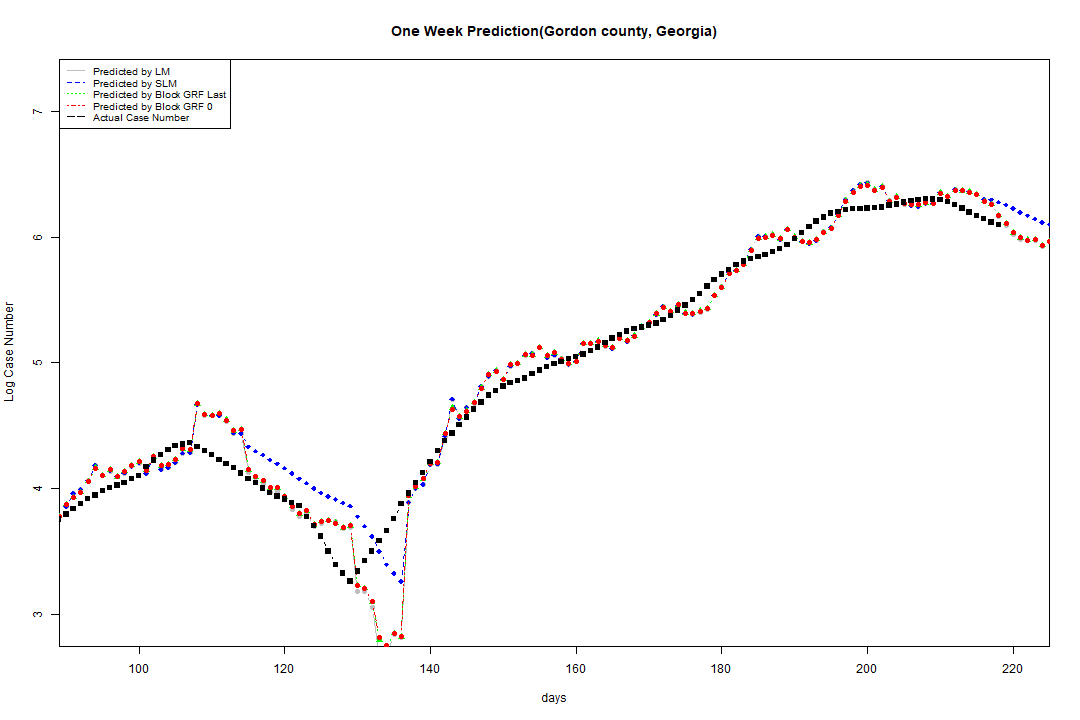 One Week Prediction(Gordon county, Georgia)
Predicted by LM
Predicted by SLM
Predicted by Block GRF Last
Predicted by Block GRF 0
Actual Case Number
7
6
5
4
3
Log Case Number
100 120 140 160 180 200 220
days